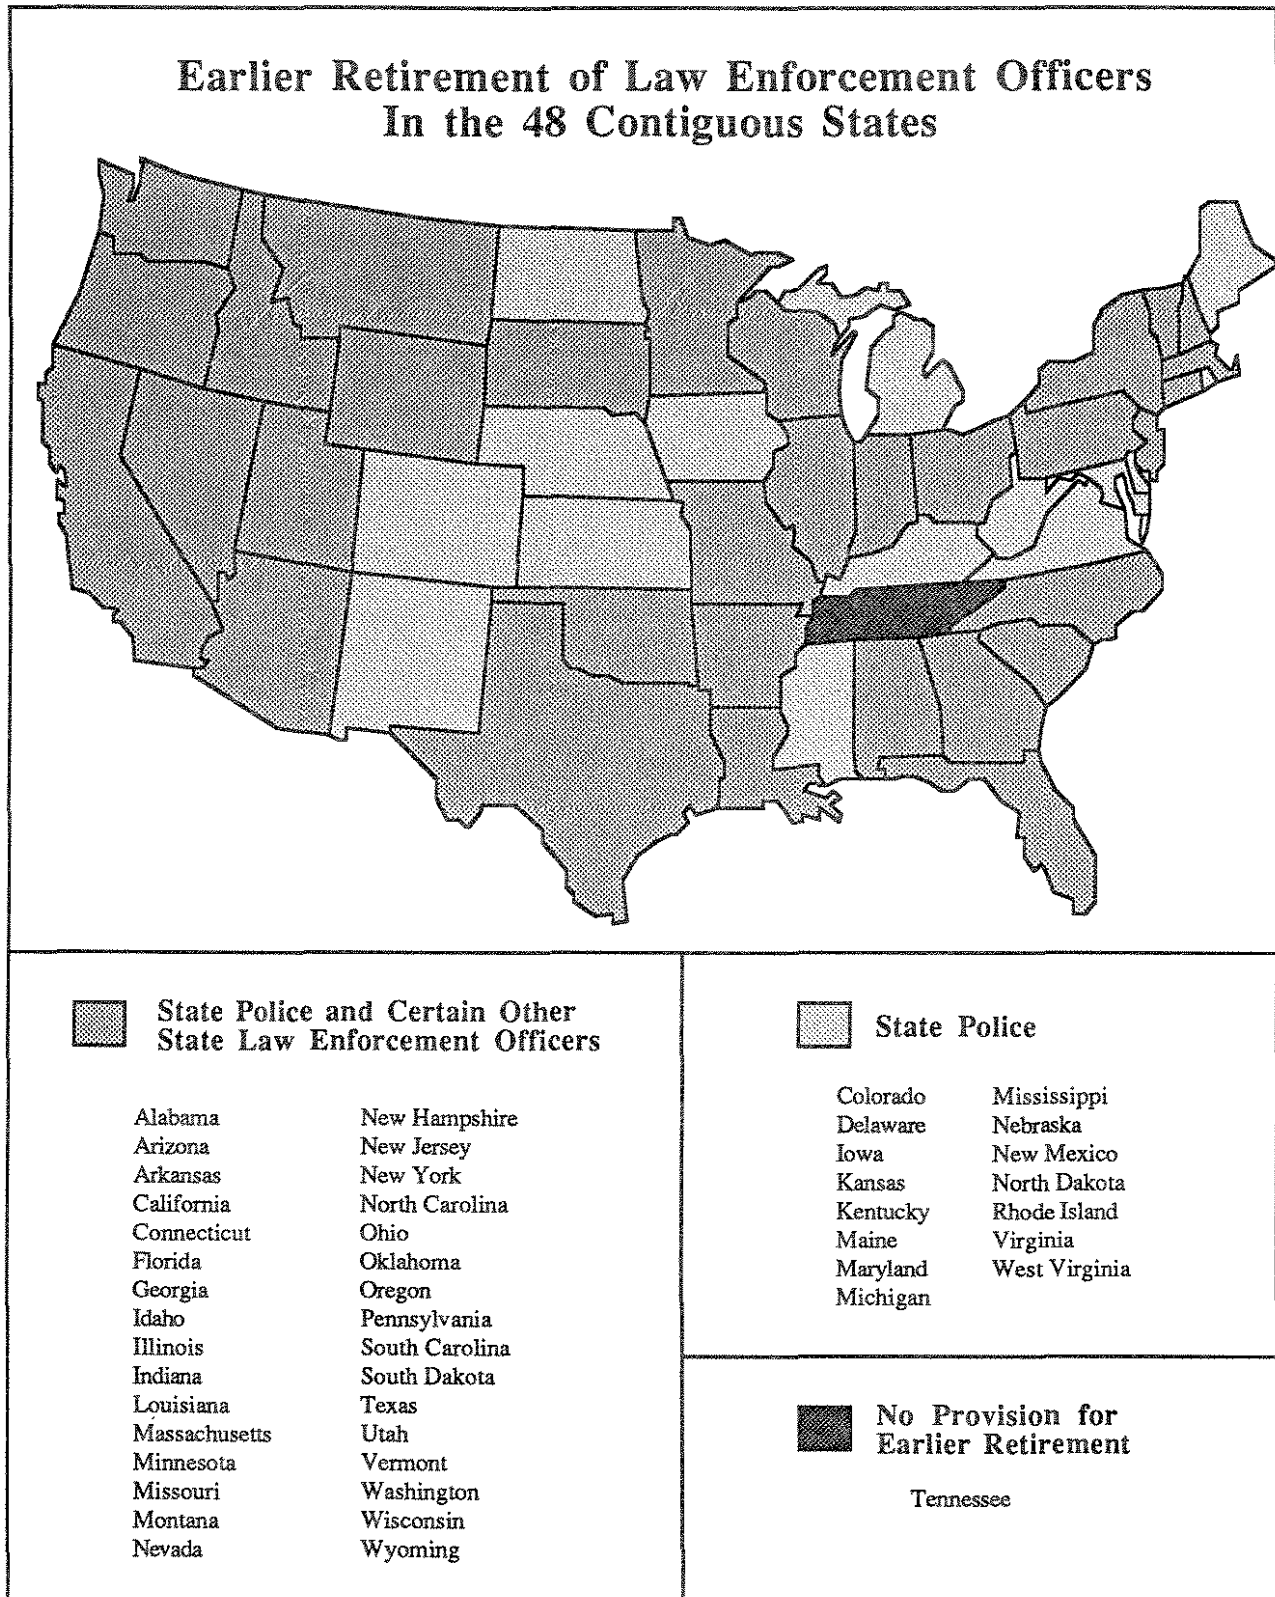 Earlier Retirement of Law Enforcement Officers
In the 48 Contiguous States
State Police and Certain Other
State Law Enforcement Officers
Alabama
Arizona
Arkansas
California
Connecticut
Florida
Georgia
Idaho
Illinois
Indiana
Louisiana
Massachusetts
Minnesota
Missouri
Montana
Nevada
New Hampshire
New Jersey
New York
North Carolina
Ohio
Oklahoma
Oregon
Pennsylvania
South Carolina
South Dakota
Texas
Utah
Vermont
Washington
Wisconsin
Wyoming
State Police
Colorado
Delaware
Iowa
Kansas
Kentucky
Maine
Maryland
Michigan
Mississippi
Nebraska
New Mexico
North Dakota
Rhode Island
Virginia
West Virginia
No Provision for
Earlier Retirement
Tennessee